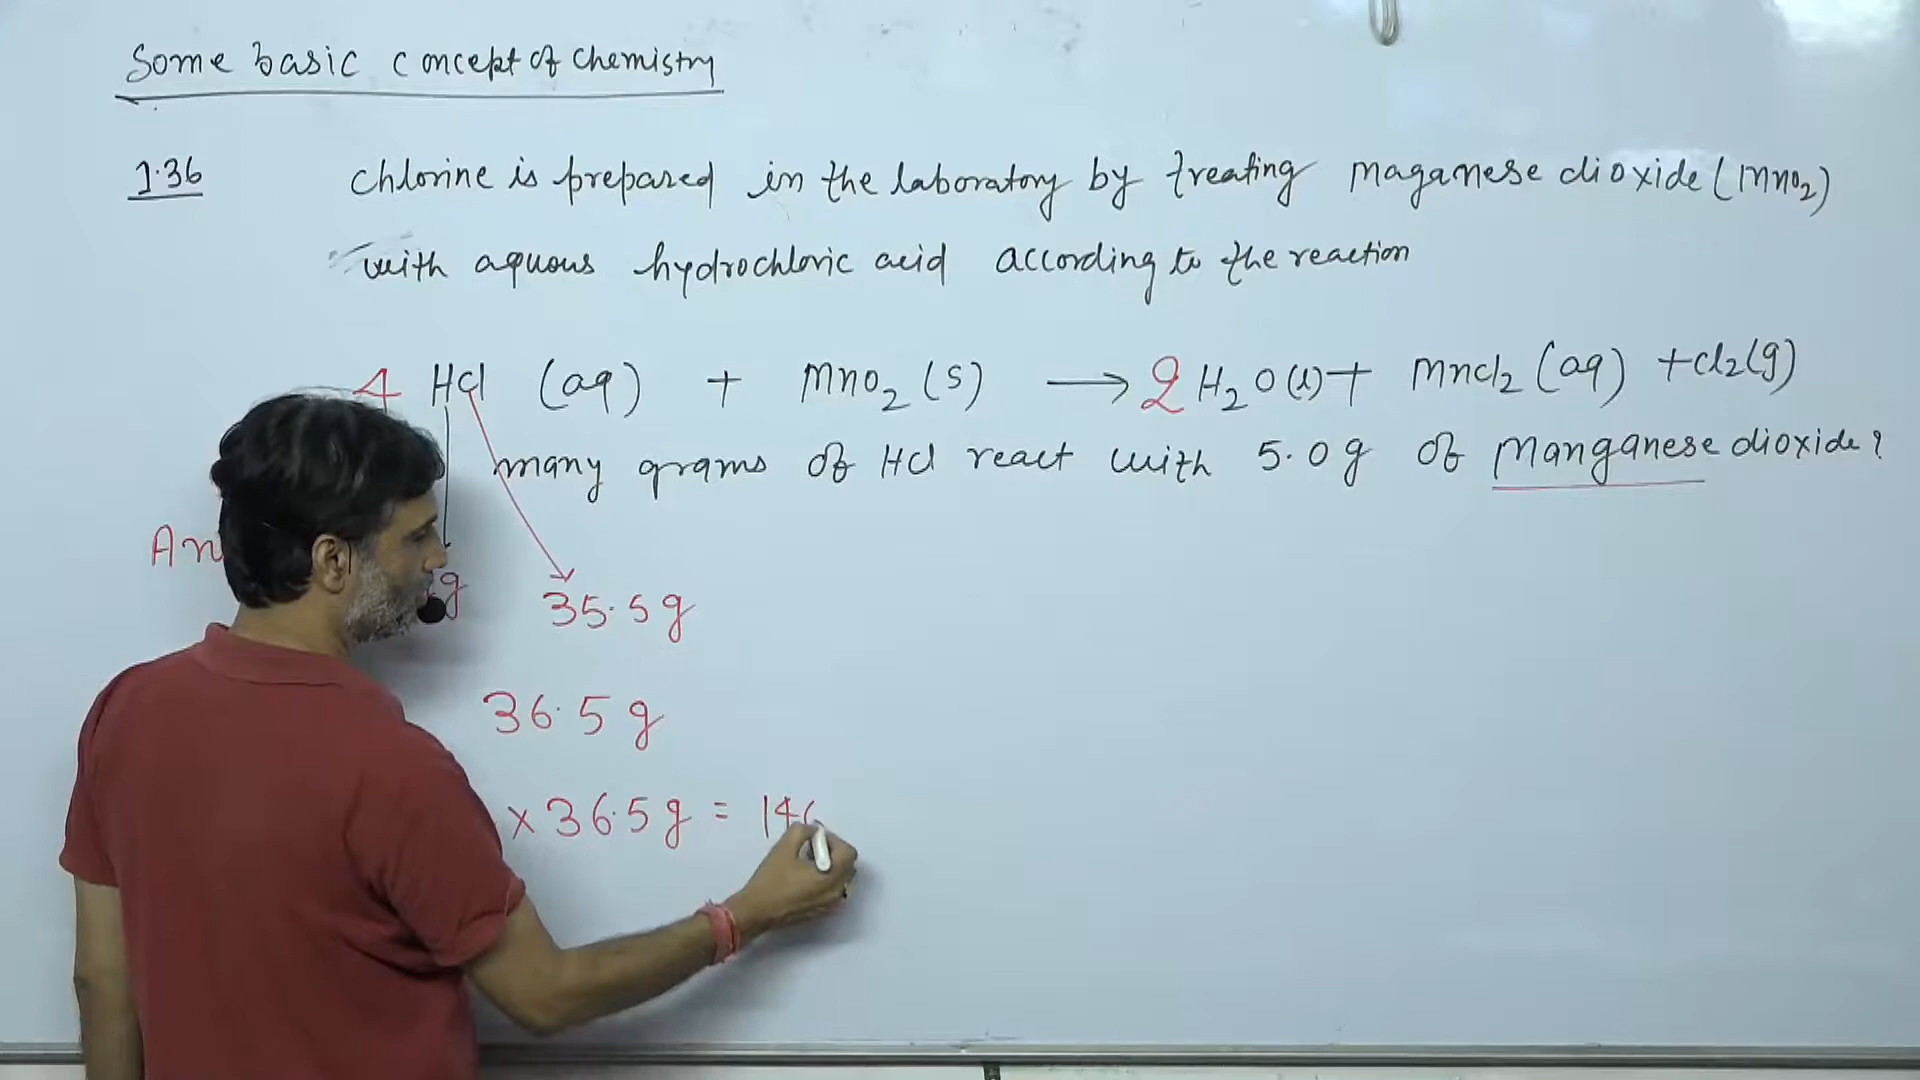 Some basic concept of Chemistry
1.36 chlorine is prepared in the laboratory by treating maganese dioxide (MnO₂)
with aquous hydrochloric acid according to the reaction
4 HCl (aq) + MnO₂ (s) → 2 H₂O (l) + MnCl₂ (aq) + Cl₂ (g)
many grams of HCl react with 5.0 g of Manganese dioxide?
An
g 35.5 g
36.5 g
× 36.5 g = 146